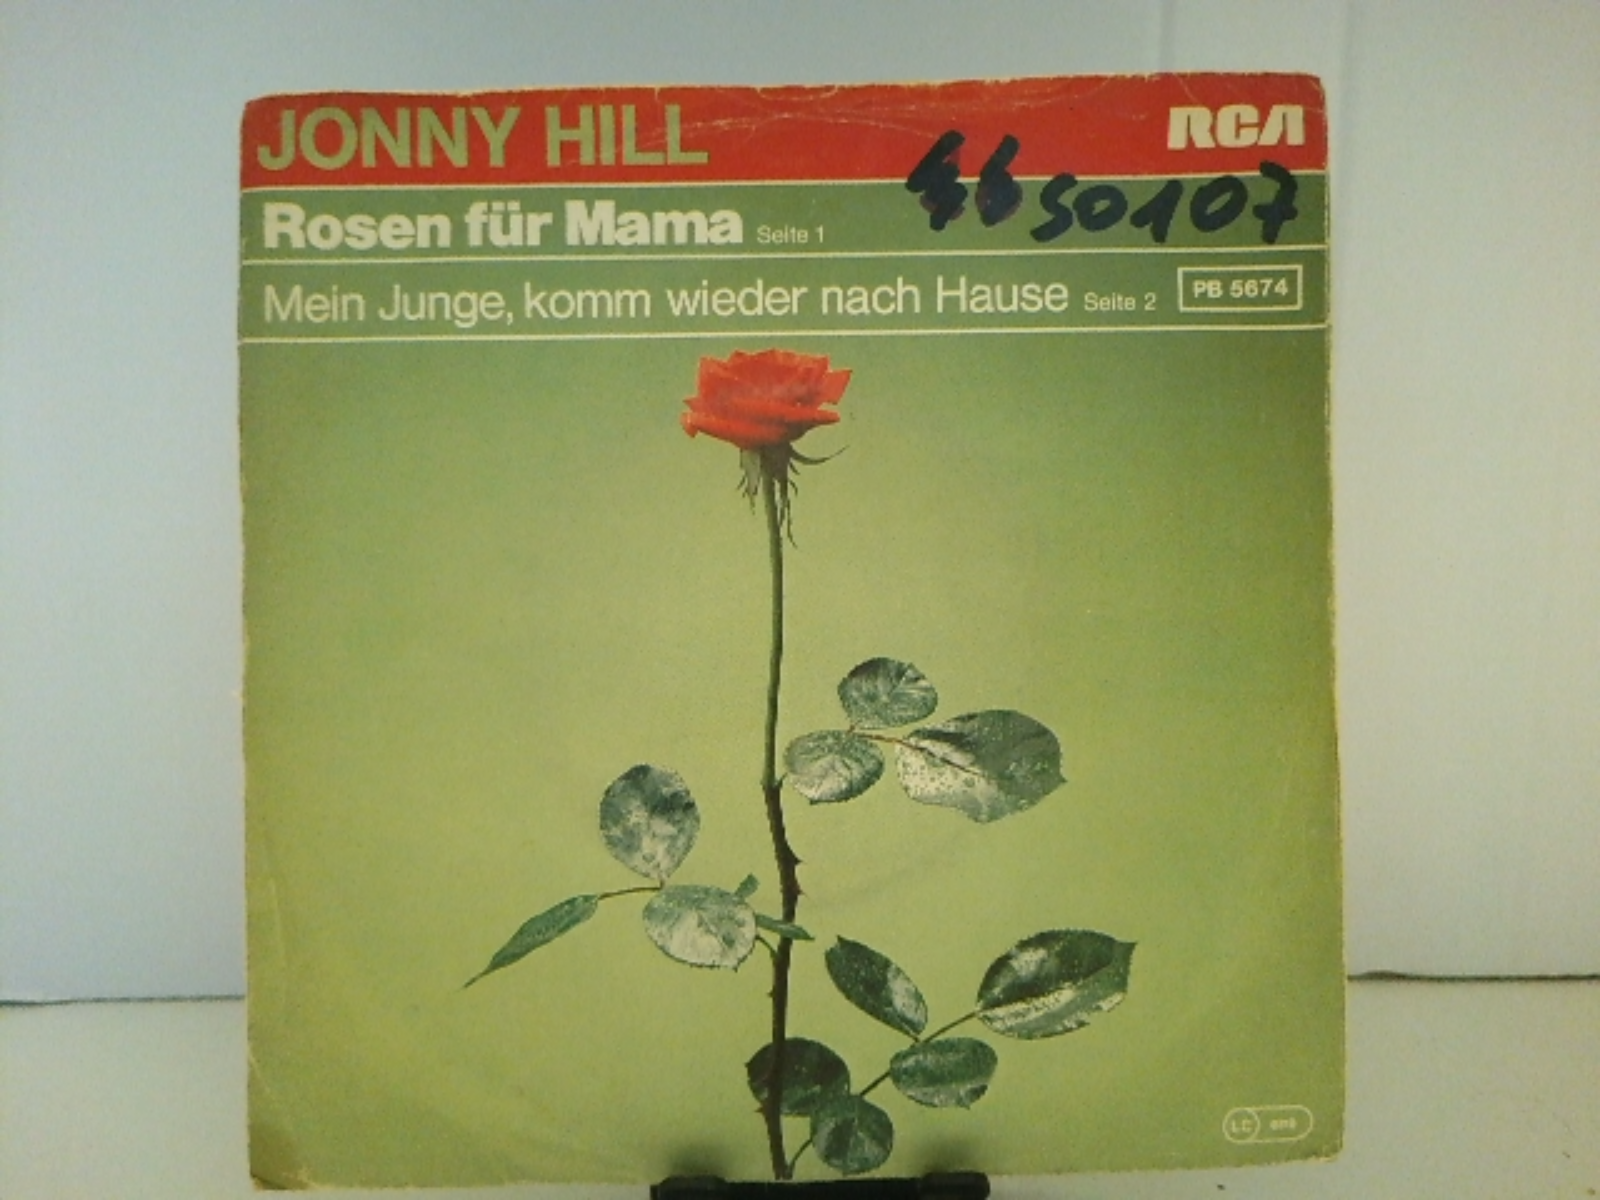 JONNY HILL RCA
Rosen für Mama Seite 1 50107
Mein Junge, komm wieder nach Hause Seite 2 PB 5674
LC